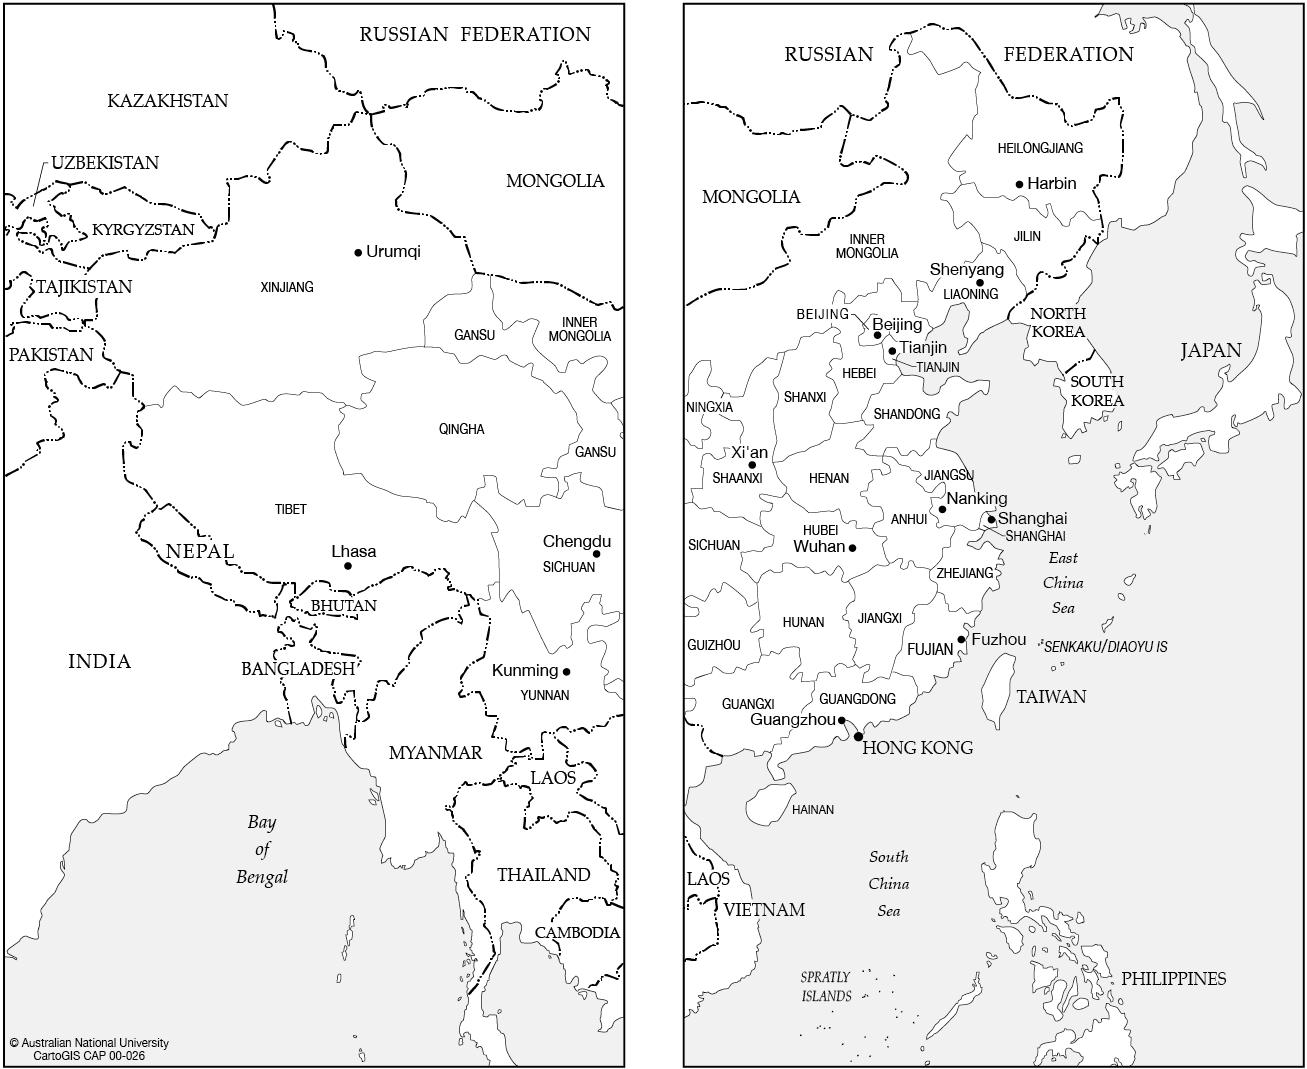 RUSSIAN FEDERATION
KAZAKHSTAN
UZBEKISTAN
MONGOLIA
KYRGYZSTAN
Urumqi
TAJIKISTAN
XINJIANG
GANSU
INNER
MONGOLIA
PAKISTAN
QINGHA
GANSU
TIBET
NEPAL
Lhasa
Chengdu
SICHUAN
BHUTAN
INDIA
BANGLADESH
Kunming
YUNNAN
MYANMAR
LAOS
Bay
of
Bengal
THAILAND
CAMBODIA
© Australian National University
CartoGIS CAP 00-026
RUSSIAN
FEDERATION
HEILONGJIANG
Harbin
MONGOLIA
JILIN
INNER
MONGOLIA
Shenyang
LIAONING
BEIJING
Beijing
NORTH
KOREA
Tianjin
TIANJIN
JAPAN
HEBEI
SOUTH
KOREA
SHANXI
NINGXIA
SHANDONG
Xi'an
SHAANXI
HENAN
JIANGSU
Nanking
ANHUI
Shanghai
SHANGHAI
HUBEI
Wuhan
SICHUAN
East
China
Sea
ZHEJIANG
HUNAN
JIANGXI
GUIZHOU
FUJIAN
Fuzhou
SENKAKU/DIAOYU IS
TAIWAN
GUANGXI
GUANGDONG
Guangzhou
HONG KONG
HAINAN
South
China
Sea
LAOS
VIETNAM
SPRATLY
ISLANDS
PHILIPPINES